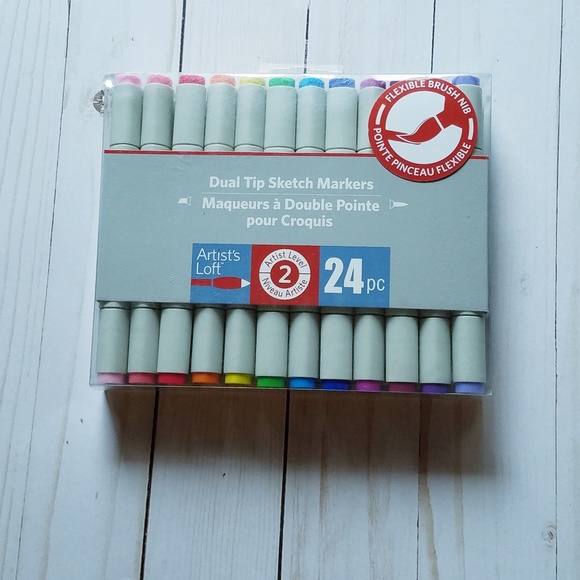 FLEXIBLE BRUSH NIB
POINTE PINCEAU FLEXIBLE
Dual Tip Sketch Markers
Maqueurs à Double Pointe
pour Croquis
Artist's
Loft
Artist Level
2
Niveau Artiste
24pc